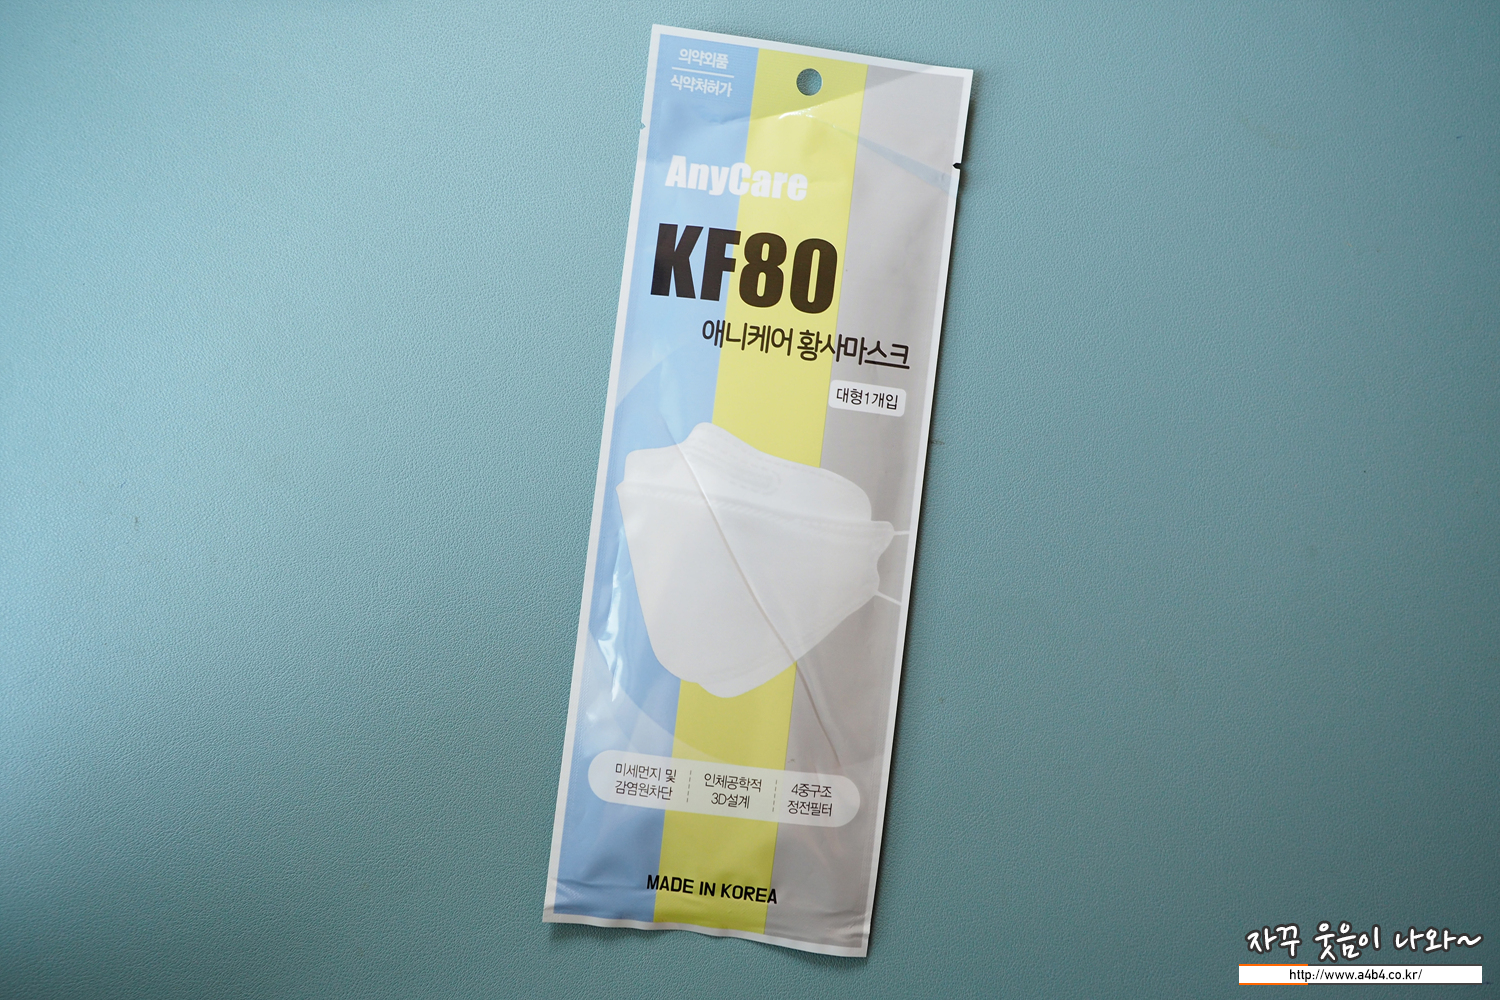 의약외품
식약처허가
AnyCare
KF80
애니케어 황사마스크
대형1개입
미세먼지 및
감염원차단
인체공학적
3D설계
4중구조
정전필터
MADE IN KOREA
자꾸 웃음이 나와~
http://www.a4b4.co.kr/